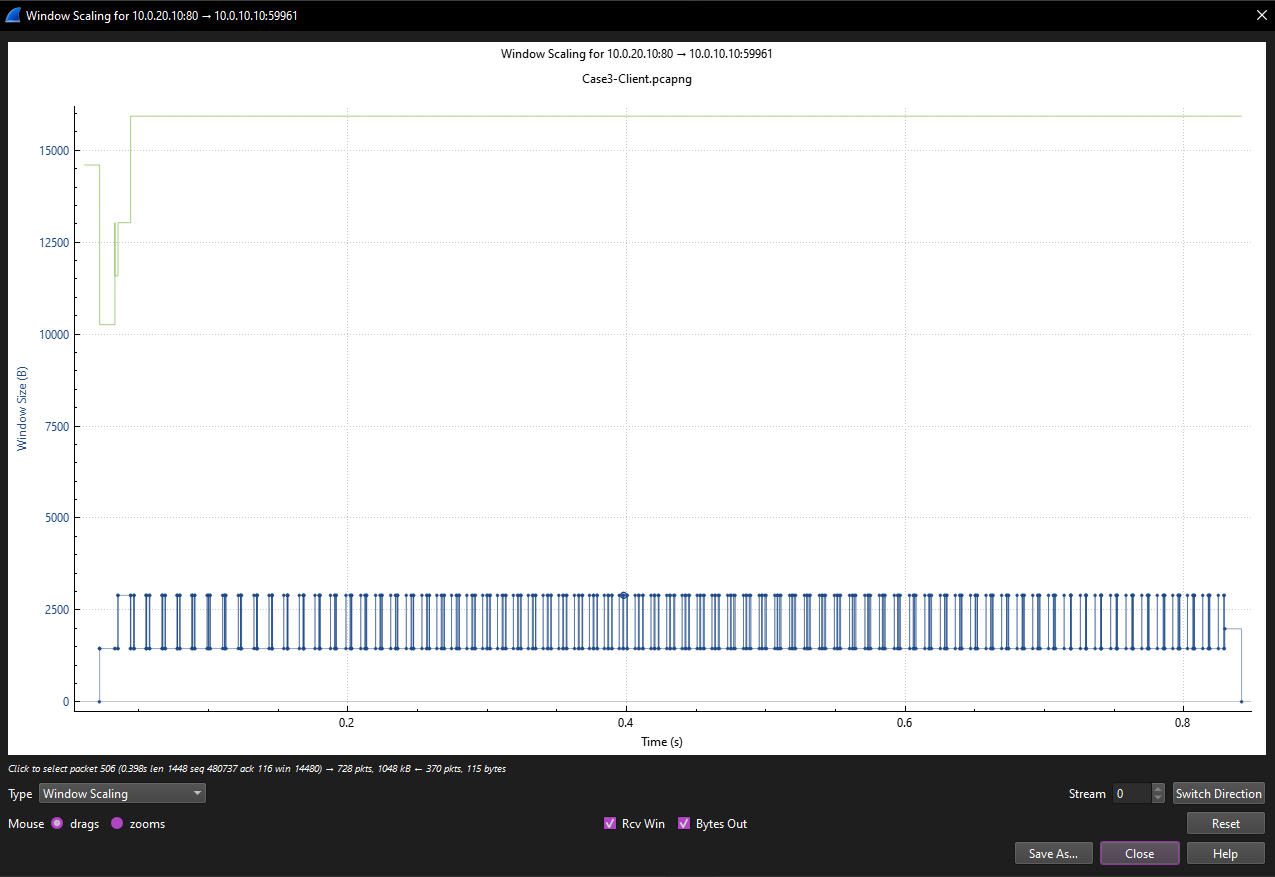 Window Scaling for 10.0.20.10:80 → 10.0.10.10:59961
Window Scaling for 10.0.20.10:80 → 10.0.10.10:59961
Case3-Client.pcapng
15000
12500
10000
7500
5000
2500
0
Window Size (B)
0.2
0.4
0.6
0.8
Time (s)
Click to select packet 506 (0.398s len 1448 seq 480737 ack 116 win 14480) → 728 pkts, 1048 kB ← 370 pkts, 115 bytes
Type Window Scaling Stream 0 Switch Direction
Mouse drags zooms Rcv Win Bytes Out Reset
Save As... Close Help